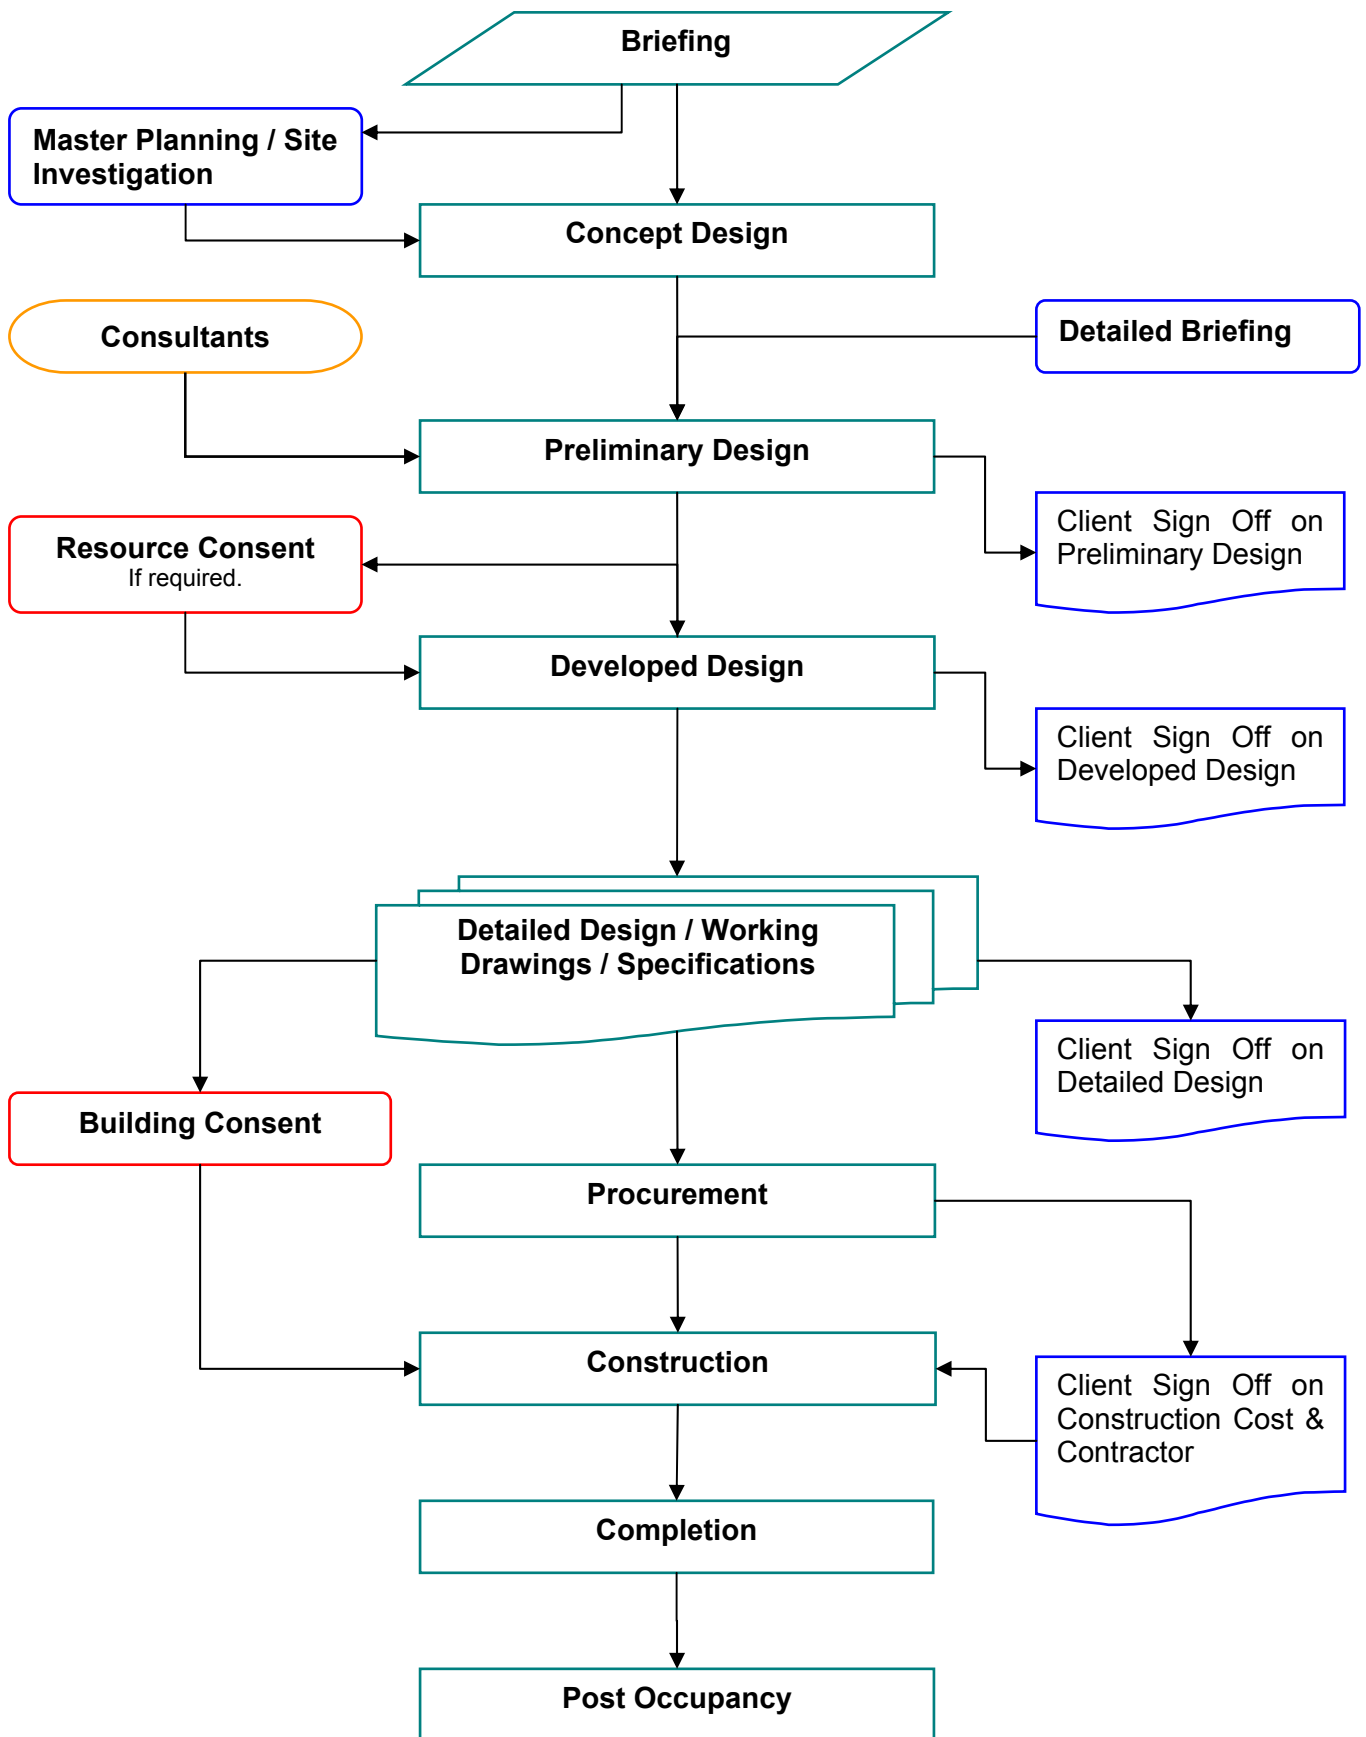 Briefing
Master Planning / Site
Investigation
Concept Design
Consultants
Detailed Briefing
Preliminary Design
Client Sign Off on
Preliminary Design
Resource Consent
If required.
Developed Design
Client Sign Off on
Developed Design
Detailed Design / Working
Drawings / Specifications
Client Sign Off on
Detailed Design
Building Consent
Procurement
Construction
Client Sign Off on
Construction Cost &
Contractor
Completion
Post Occupancy